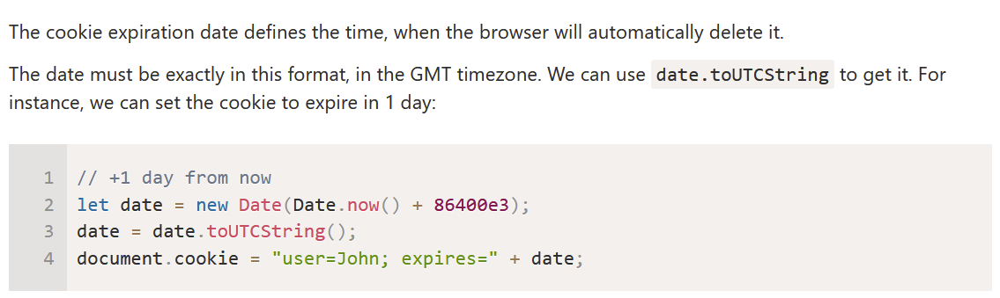 The cookie expiration date defines the time, when the browser will automatically delete it.
The date must be exactly in this format, in the GMT timezone. We can use date.toUTCString to get it. For
instance, we can set the cookie to expire in 1 day:
1 // +1 day from now
2 let date = new Date(Date.now() + 86400e3);
3 date = date.toUTCString();
4 document.cookie = "user=John; expires=" + date;